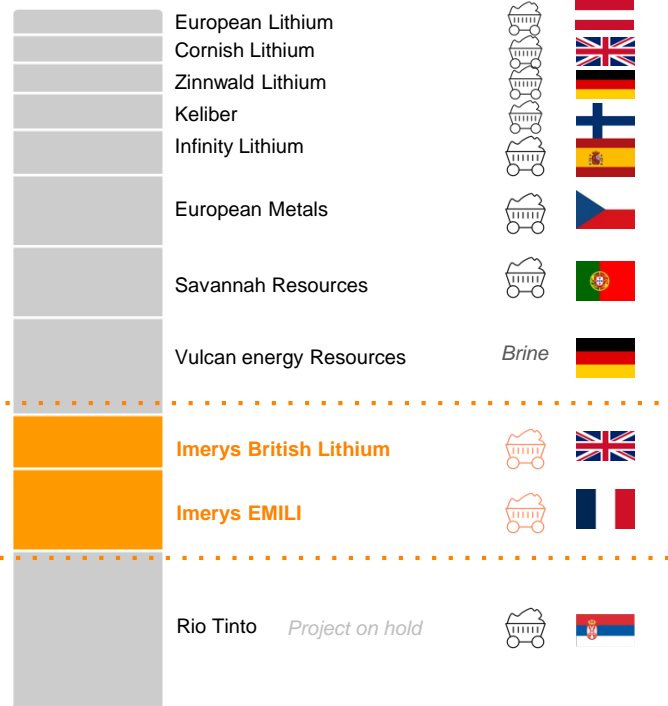 European Lithium
Cornish Lithium
Zinnwald Lithium
Keliber
Infinity Lithium
European Metals
Savannah Resources
Vulcan energy Resources Brine
Imerys British Lithium
Imerys EMILI
Rio Tinto Project on hold